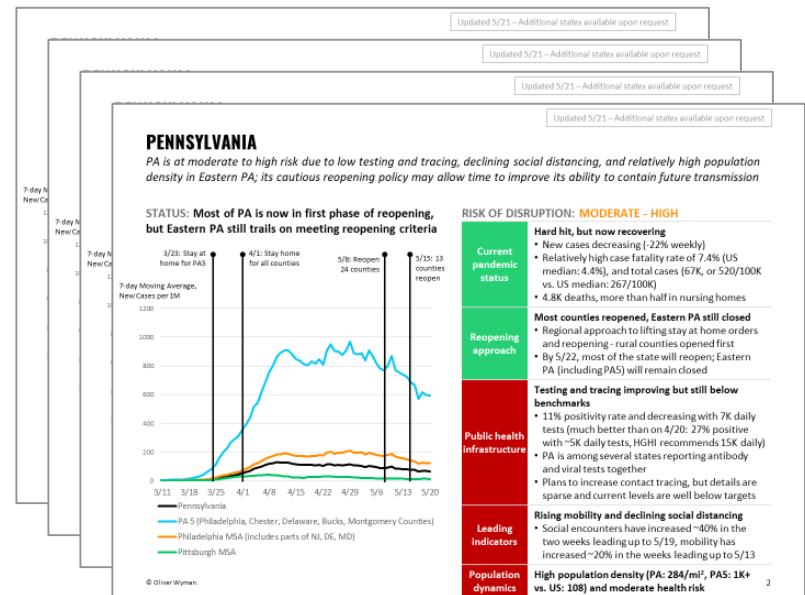 Updated 5/21 – Additional states available upon request
Updated 5/21 – Additional states available upon request
Updated 5/21 – Additional states available upon request
Updated 5/21 – Additional states available upon request
PENNSYLVANIA
PA is at moderate to high risk due to low testing and tracing, declining social distancing, and relatively high population
density in Eastern PA; its cautious reopening policy may allow time to improve its ability to contain future transmission
STATUS: Most of PA is now in first phase of reopening,
but Eastern PA still trails on meeting reopening criteria
3/23: Stay at
home for PA5
4/1: Stay home
for all counties
5/8: Reopen
24 counties
5/15: 13
counties
reopen
7-day M
New Ca
7-day M
New Ca
7-day M
New Ca
7-day Moving Average,
New Cases per 1M
1200
1000
800
600
400
200
0
3/11 3/18 3/25 4/1 4/8 4/15 4/22 4/29 5/6 5/13 5/20
Pennsylvania
PA 5 (Philadelphia, Chester, Delaware, Bucks, Montgomery Counties)
Philadelphia MSA (includes parts of NJ, DE, MD)
Pittsburgh MSA
© Oliver Wyman
RISK OF DISRUPTION: MODERATE - HIGH
Current
pandemic
status
Hard hit, but now recovering
• New cases decreasing (-22% weekly)
• Relatively high case fatality rate of 7.4% (US
median: 4.4%), and total cases (67K, or 520/100K
vs. US median: 267/100K)
• 4.8K deaths, more than half in nursing homes
Reopening
approach
Most counties reopened, Eastern PA still closed
• Regional approach to lifting stay at home orders
and reopening - rural counties opened first
• By 5/22, most of the state will reopen; Eastern
PA (including PA5) will remain closed
Public health
infrastructure
Testing and tracing improving but still below
benchmarks
• 11% positivity rate and decreasing with 7K daily
tests (much better than on 4/20: 27% positive
with ~5K daily tests, HGHI recommends 15K daily)
• PA is among several states reporting antibody
and viral tests together
• Plans to increase contact tracing, but details are
sparse and current levels are well below targets
Leading
indicators
Rising mobility and declining social distancing
• Social encounters have increased ~40% in the
two weeks leading up to 5/19, mobility has
increased ~20% in the weeks leading up to 5/13
Population
dynamics
High population density (PA: 284/mi², PA5: 1K+
vs. US: 108) and moderate health risk
2